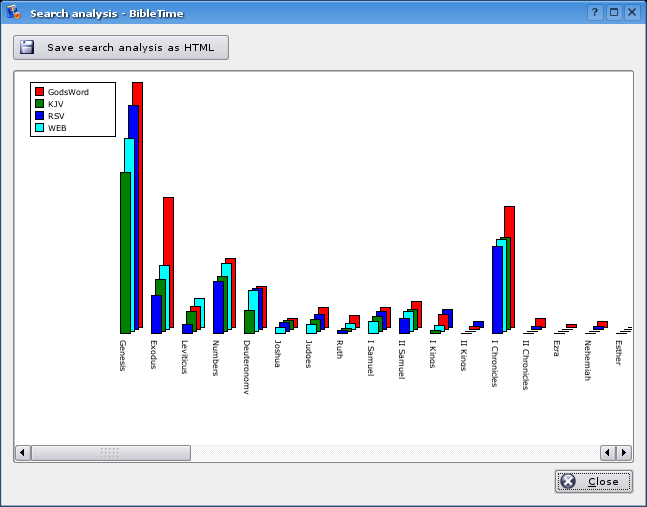 Search analysis - BibleTime
Save search analysis as HTML
GodsWord
KJV
RSV
WEB
Genesis
Exodus
Leviticus
Numbers
Deuteronomy
Joshua
Judges
Ruth
I Samuel
II Samuel
I Kings
II Kings
I Chronicles
II Chronicles
Ezra
Nehemiah
Esther
Close